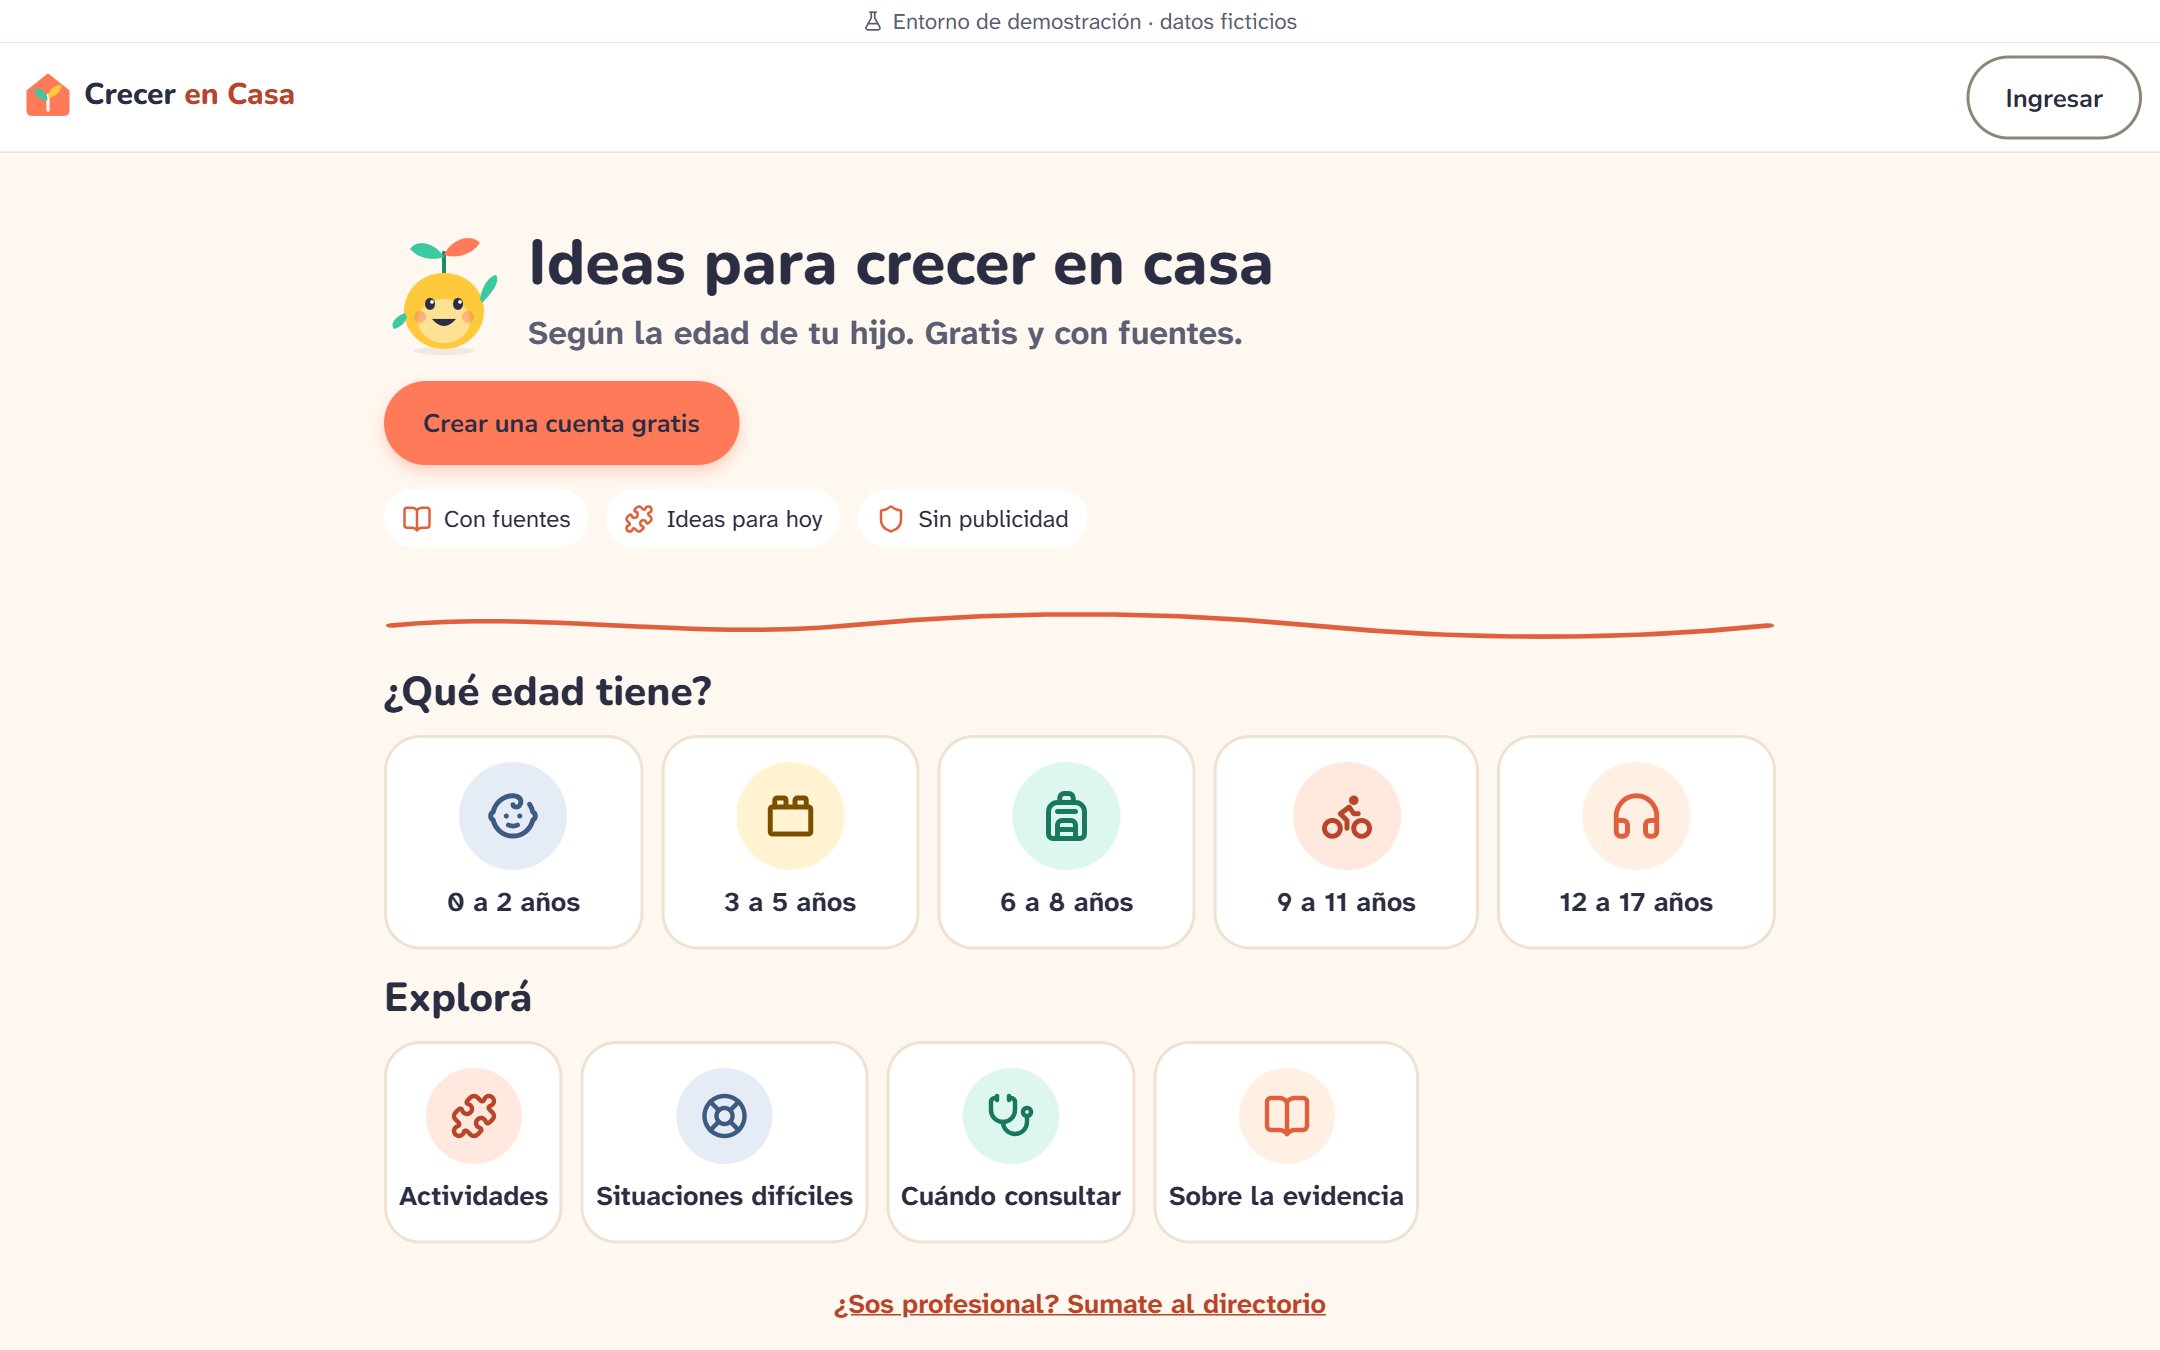 Entorno de demostración · datos ficticios
Crecer en Casa
Ingresar
Ideas para crecer en casa
Según la edad de tu hijo. Gratis y con fuentes.
Crear una cuenta gratis
Con fuentes
Ideas para hoy
Sin publicidad
¿Qué edad tiene?
0 a 2 años
3 a 5 años
6 a 8 años
9 a 11 años
12 a 17 años
Explorá
Actividades
Situaciones difíciles
Cuándo consultar
Sobre la evidencia
¿Sos profesional? Sumate al directorio